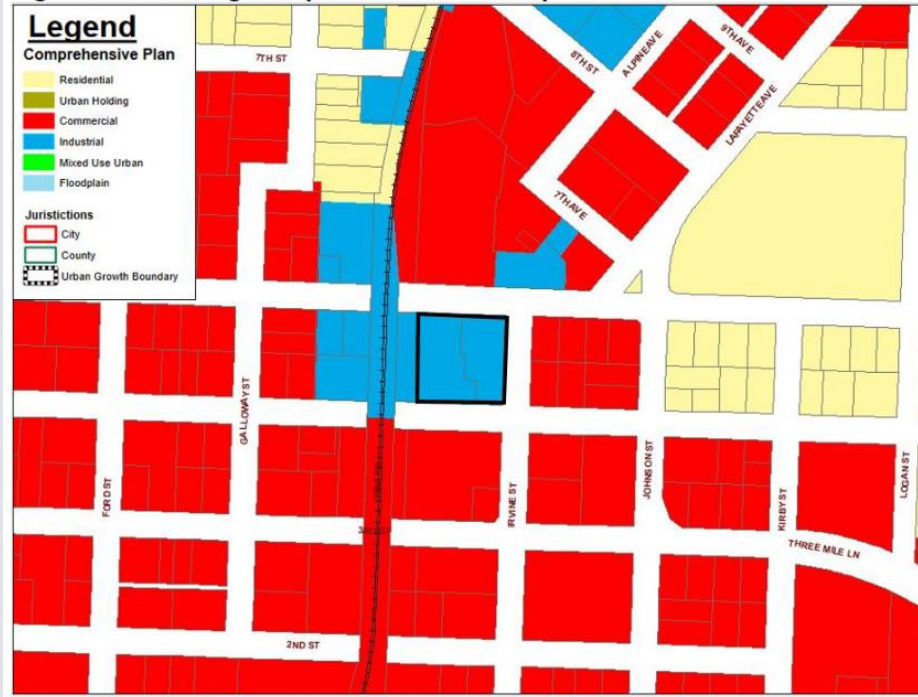 Legend
Comprehensive Plan
Residential
Urban Holding
Commercial
Industrial
Mixed Use Urban
Floodplain
Jurisctions
City
County
Urban Growth Boundary
7TH ST
8TH ST
ALPINE AVE
9TH AVE
LAFAYETTE AVE
7TH AVE
FORD ST
GALLOWAY ST
IRVINE ST
JOHNSON ST
KIRBY ST
LOGAN ST
THREE MILE LN
2ND ST